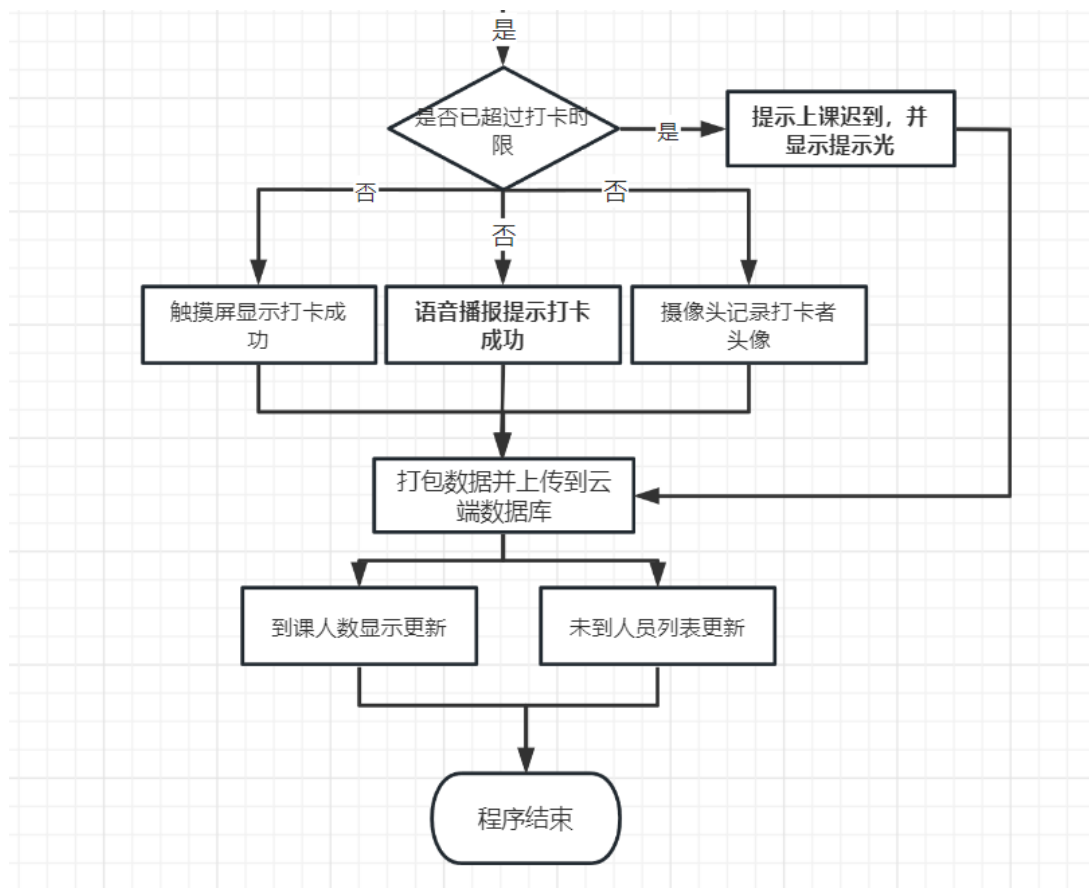 是
是否已超过打卡时
限
是
提示上课迟到，并
显示提示光
否
否
否
触摸屏显示打卡成
功
语音播报提示打卡
成功
摄像头记录打卡者
头像
打包数据并上传到云
端数据库
到课人数显示更新
未到人员列表更新
程序结束